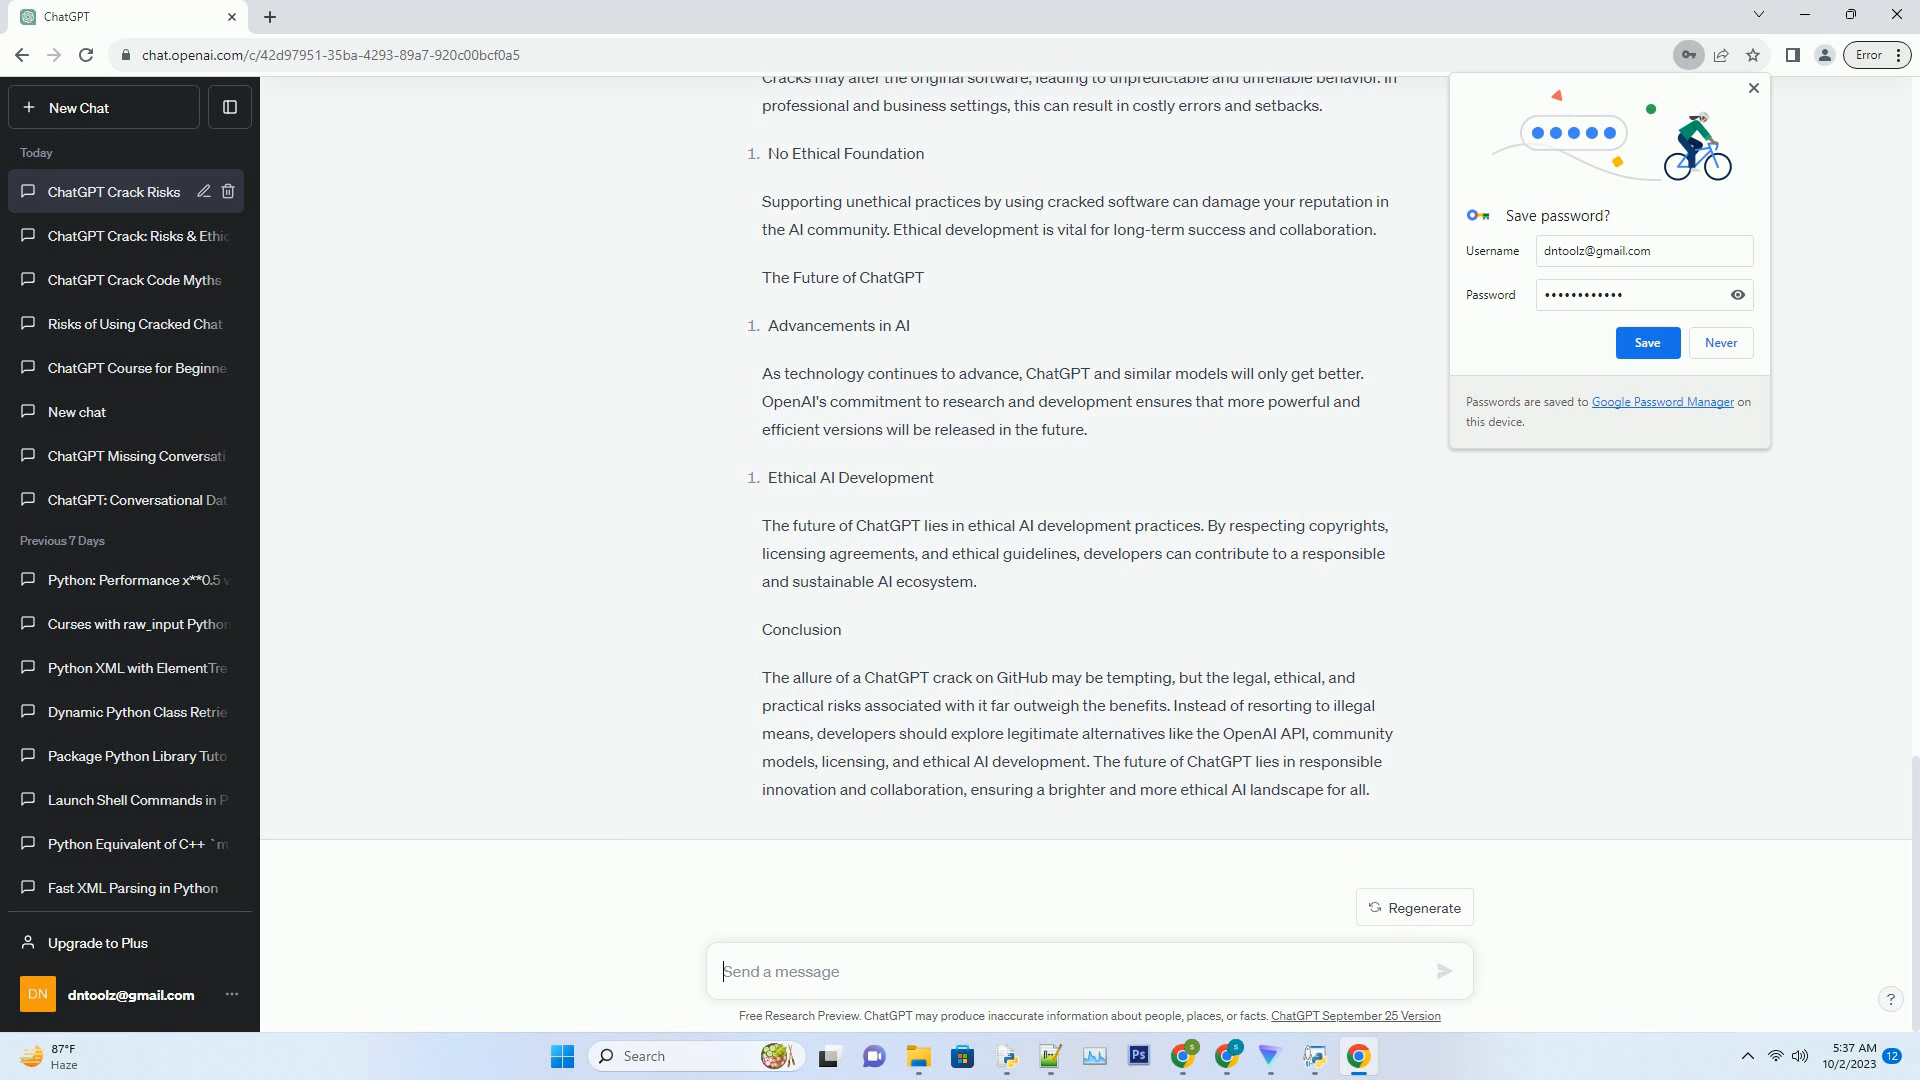 ChatGPT
chat.openai.com/c/42d97951-35ba-4293-89a7-920c00bcf0a5
Error
New Chat
Today
ChatGPT Crack Risks
ChatGPT Crack: Risks & Ethic
ChatGPT Crack Code Myths
Risks of Using Cracked Chat
ChatGPT Course for Beginne
New chat
ChatGPT Missing Conversati
ChatGPT: Conversational Dat
Previous 7 Days
Python: Performance x**0.5 v
Curses with raw_input Python
Python XML with ElementTre
Dynamic Python Class Retrie
Package Python Library Tuto
Launch Shell Commands in P
Python Equivalent of C++ `m
Fast XML Parsing in Python
Upgrade to Plus
DN
dntoolz@gmail.com
Cracks may alter the original software, leading to unpredictable and unreliable behavior. In
professional and business settings, this can result in costly errors and setbacks.
1. No Ethical Foundation
Supporting unethical practices by using cracked software can damage your reputation in
the AI community. Ethical development is vital for long-term success and collaboration.
The Future of ChatGPT
1. Advancements in AI
As technology continues to advance, ChatGPT and similar models will only get better.
OpenAI's commitment to research and development ensures that more powerful and
efficient versions will be released in the future.
1. Ethical AI Development
The future of ChatGPT lies in ethical AI development practices. By respecting copyrights,
licensing agreements, and ethical guidelines, developers can contribute to a responsible
and sustainable AI ecosystem.
Conclusion
The allure of a ChatGPT crack on GitHub may be tempting, but the legal, ethical, and
practical risks associated with it far outweigh the benefits. Instead of resorting to illegal
means, developers should explore legitimate alternatives like the OpenAI API, community
models, licensing, and ethical AI development. The future of ChatGPT lies in responsible
innovation and collaboration, ensuring a brighter and more ethical AI landscape for all.
Regenerate
Send a message
Free Research Preview. ChatGPT may produce inaccurate information about people, places, or facts. ChatGPT September 25 Version
?
Save password?
Username
dntoolz@gmail.com
Password
Save
Never
Passwords are saved to Google Password Manager on
this device.
87°F
Haze
Search
Ps
S
S
5:37 AM
10/2/2023
12